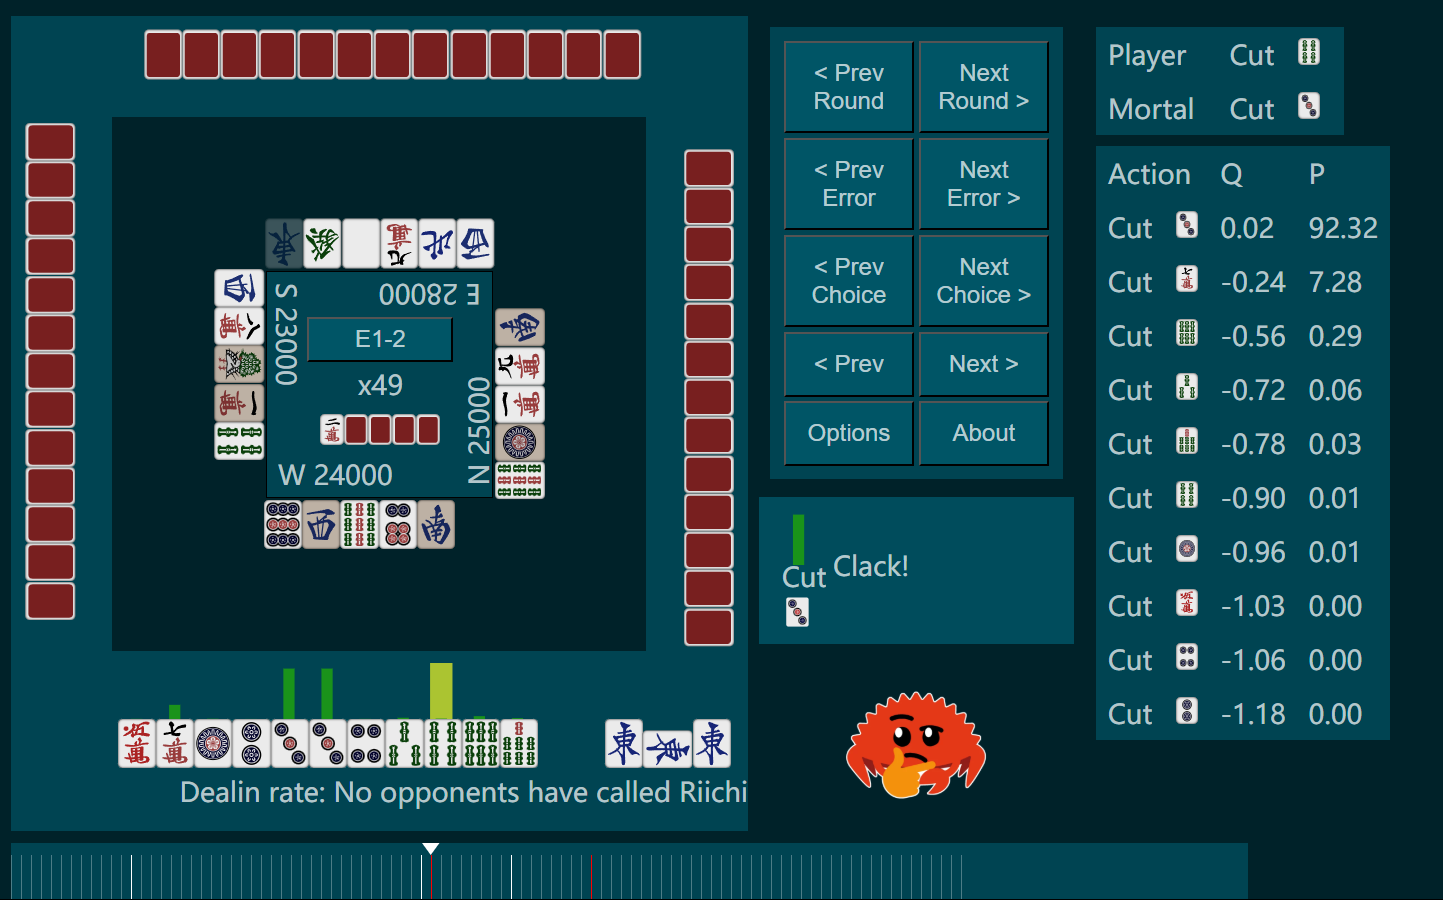 S 23000
E 28000
E1-2
x49
N 25000
W 24000
東 東 東
Dealin rate: No opponents have called Riichi
< Prev Round
Next Round >
< Prev Error
Next Error >
< Prev Choice
Next Choice >
< Prev
Next >
Options
About
Cut
Clack!
Player Cut
Mortal Cut
Action Q P
Cut 0.02 92.32
Cut -0.24 7.28
Cut -0.56 0.29
Cut -0.72 0.06
Cut -0.78 0.03
Cut -0.90 0.01
Cut -0.96 0.01
Cut -1.03 0.00
Cut -1.06 0.00
Cut -1.18 0.00